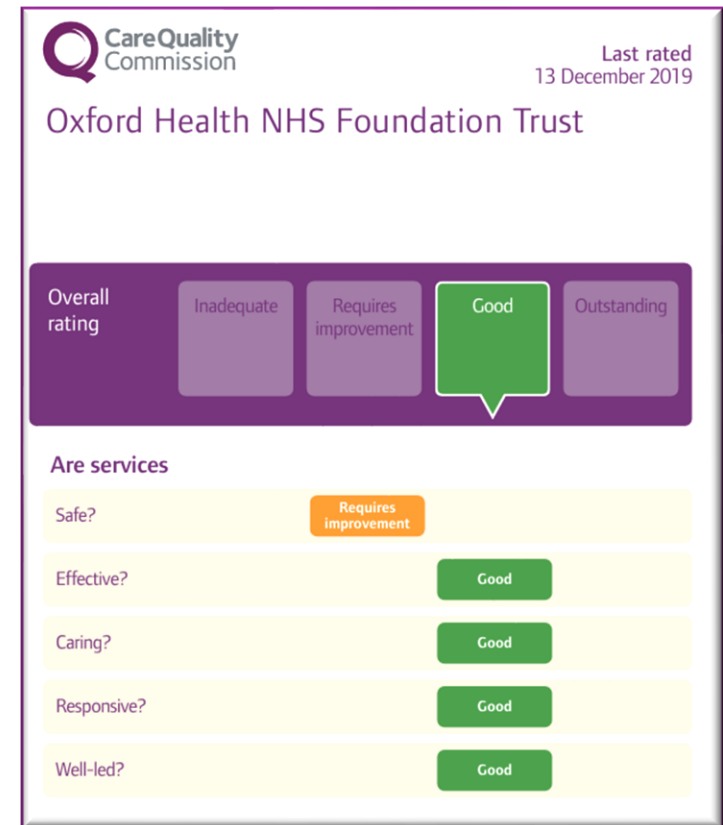 CareQuality
Commission
Last rated
13 December 2019
Oxford Health NHS Foundation Trust
Overall
rating
Inadequate
Requires
improvement
Good
Outstanding
Are services
Safe?
Requires
improvement
Effective?
Good
Caring?
Good
Responsive?
Good
Well-led?
Good